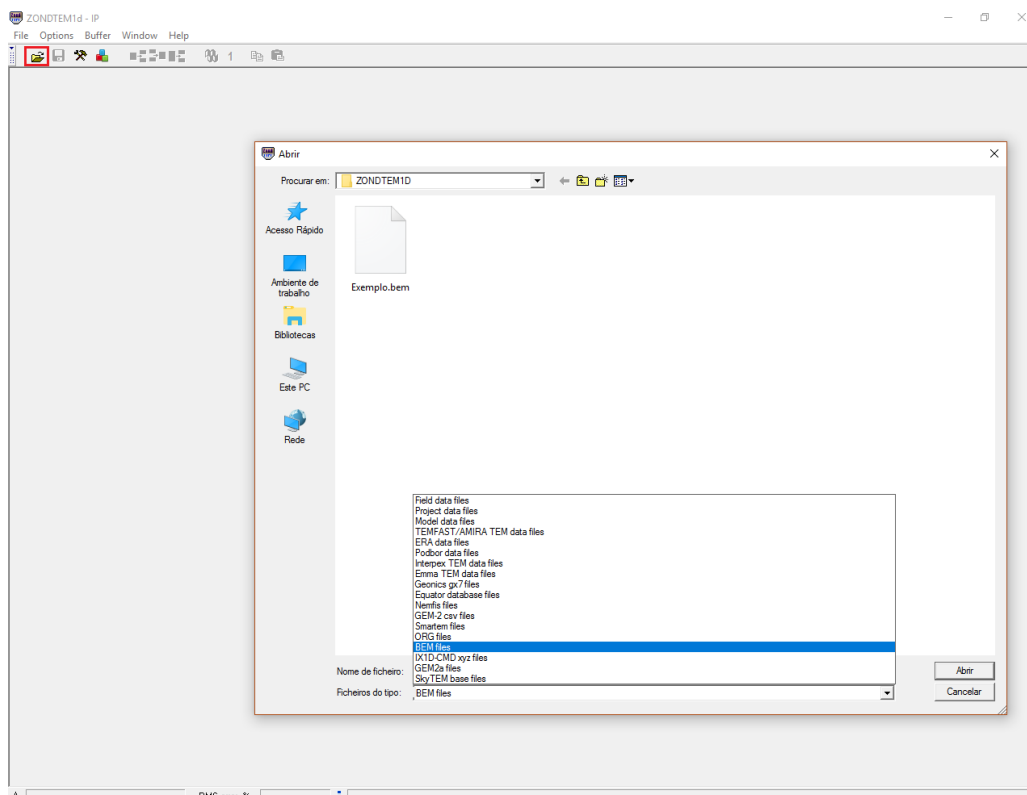 ZONDTEM1d - IP
File Options Buffer Window Help
1
Abrir
Procurar em: ZONDTEM1D
Acesso Rápido
Ambiente de
trabalho
Bibliotecas
Este PC
Rede
Exemplo.bem
Field data files
Project data files
Model data files
TEMFAST/AMIRA TEM data files
ERA data files
Podbor data files
Interpex TEM data files
Emma TEM data files
Geonics gx7 files
Equator database files
Nemfis files
GEM-2 csv files
Smartem files
ORG files
BEM files
IX1D-CMD xyz files
GEM2a files
SkyTEM base files
Nome de ficheiro:
Abrir
Ficheiros do tipo: BEM files
Cancelar